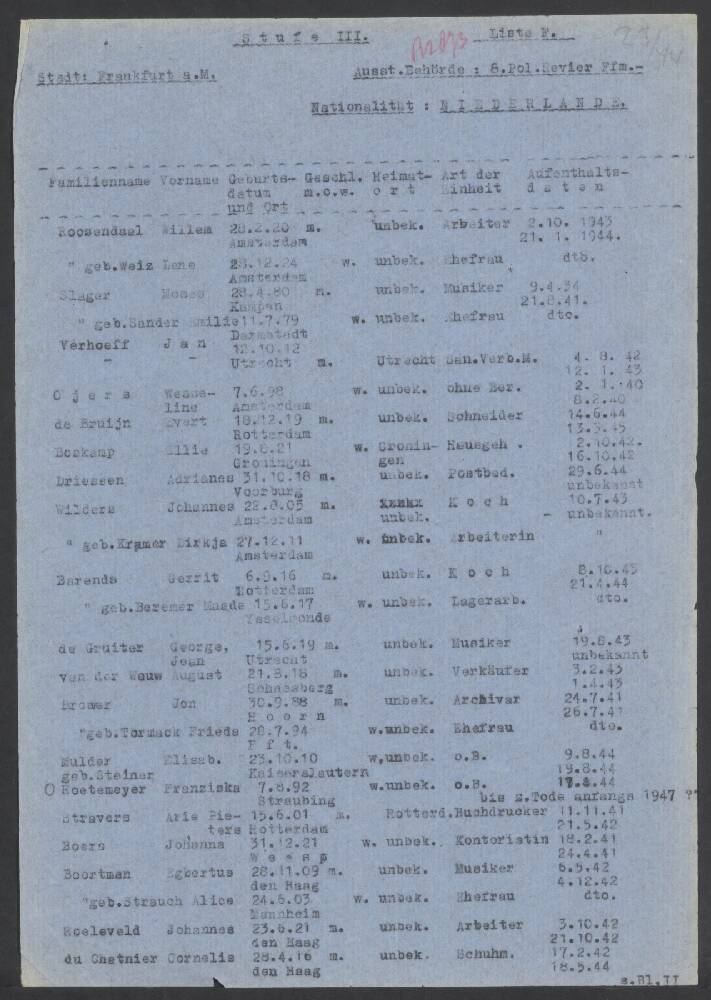 Stufe III. Liste F.
Stadt: Frankfurt a.M. Ausst.Behörde : 8.Pol.Revier Ffm.-
Nationalität : NIEDERLANDE.
Familienname Vorname Geburts- Geschl. Heimat- Art der Aufenthalts-
datum m.o.w. ort Einheit daten
und Ort
Roosendael Willem 28.2.20 m. unbek. Arbeiter 2.10. 1943
Amsterdam 21. 1. 1944.
" geb.Weiz Lene 28.12.24 w. unbek. Ehefrau dto.
Amsterdam
Slager Moses 28.4.80 m. unbek. Musiker 9.4.34
Kampen 21.8.41.
" geb.Sander Emilie 11.7.79 w. unbek. Ehefrau dto.
Darmstadt
Verhoeff Jan 12.10.12
- - Utrecht m. Utrecht San.Verb.M. 4. 8. 42
12. 1. 43
Ojers Wesse- 7.6.98 w. unbek. ohne Ber. 2. 1. 40
line Amsterdam 8.2.40
de Bruijn Evert 18.12.19 m. unbek. Schneider 14.6.44
Rotterdam 13.3.45
Boskamp Ellie 19.6.21 w. Gronin- Hausgeh . 2.10.42.
Groningen gen 16.10.42
Driessen Adrianes 31.10.18 m. unbek. Postbed. 29.6.44
Voorburg unbekannt
Wilders Johannes 22.8.05 m. Koch 10.7.43
Amsterdam unbek. - unbekannt.
" geb.Kramer Dirkja 27.12.11 w. unbek. Arbeiterin "
Amsterdam
Barends Gerrit 6.9.16 m. unbek. Koch 8.10.43
Rotterdam 21.4.44
" geb.Beremer Maada 15.6.17 w. unbek. Lagerarb. dto.
Ysselmonde
de Gruiter George, 15.6.19 m. unbek. Musiker 19.8.43
Jean Utrecht unbekannt
van der Wouw August 21.8.18 m. unbek. Verkäufer 3.2.43
Schaesberg 1.4.43
Bremer Jon 30.9.88 m. unbek. Archivar 24.7.41
Hoorn 26.7.41
"geb.Tormack Frieda 28.7.94 w.unbek. Ehefrau dto.
Fft.
Mulder Elisab. 23.10.10 w.unbek. o.B. 9.8.44
geb.Steiner Kaiserslautern 19.8.44
O Hoetemeyer Franziska 7.8.92 w.unbek. o.B. 17.8.44
Straubing bis z.Tode anfangs 1947 ??
Stravers Arie Pie- 15.6.01 m. Rotterd.Buchdrucker 11.11.41
ters Rotterdam 21.5.42
Boers Johanna 31.12.21 w. unbek. Kontoristin 18.2.41
Weesp 24.4.41
Boortman Egbertus 28.11.09 m. unbek. Musiker 6.5.42
den Haag 4.12.42
"geb.Strauch Alice 24.6.03 w. unbek. Ehefrau dto.
Mannheim
Roeleveld Johannes 23.6.21 m. unbek. Arbeiter 3.10.42
den Haag 21.10.42
du Chatnier Cornelis 28.4.16 m. unbek. Schuhm. 17.2.42
den Haag 18.5.44
s.Bl.II